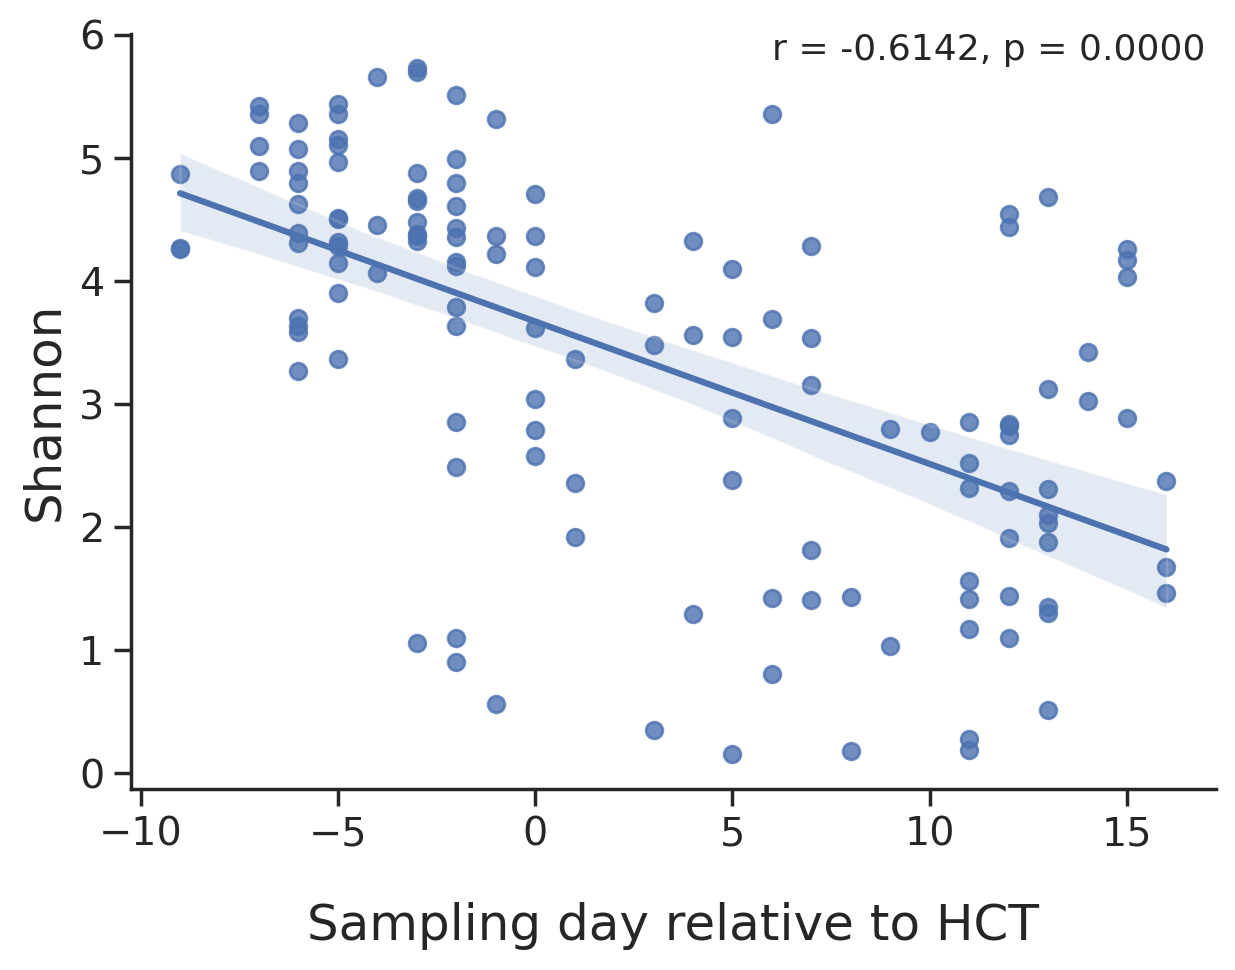 r = -0.6142, p = 0.0000
6
5
4
3
2
1
0
Shannon
−10 −5 0 5 10 15
Sampling day relative to HCT